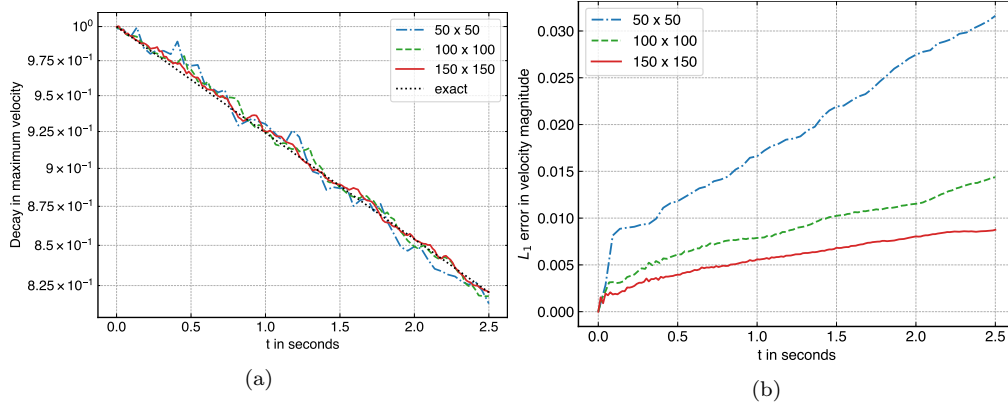 10⁰
9.75 × 10⁻¹
9.5 × 10⁻¹
9.25 × 10⁻¹
9 × 10⁻¹
8.75 × 10⁻¹
8.5 × 10⁻¹
8.25 × 10⁻¹
Decay in maximum velocity
50 x 50
100 x 100
150 x 150
exact
0.0 0.5 1.0 1.5 2.0 2.5
t in seconds
(a)
0.030
0.025
0.020
0.015
0.010
0.005
0.000
L₁ error in velocity magnitude
50 x 50
100 x 100
150 x 150
0.0 0.5 1.0 1.5 2.0 2.5
t in seconds
(b)